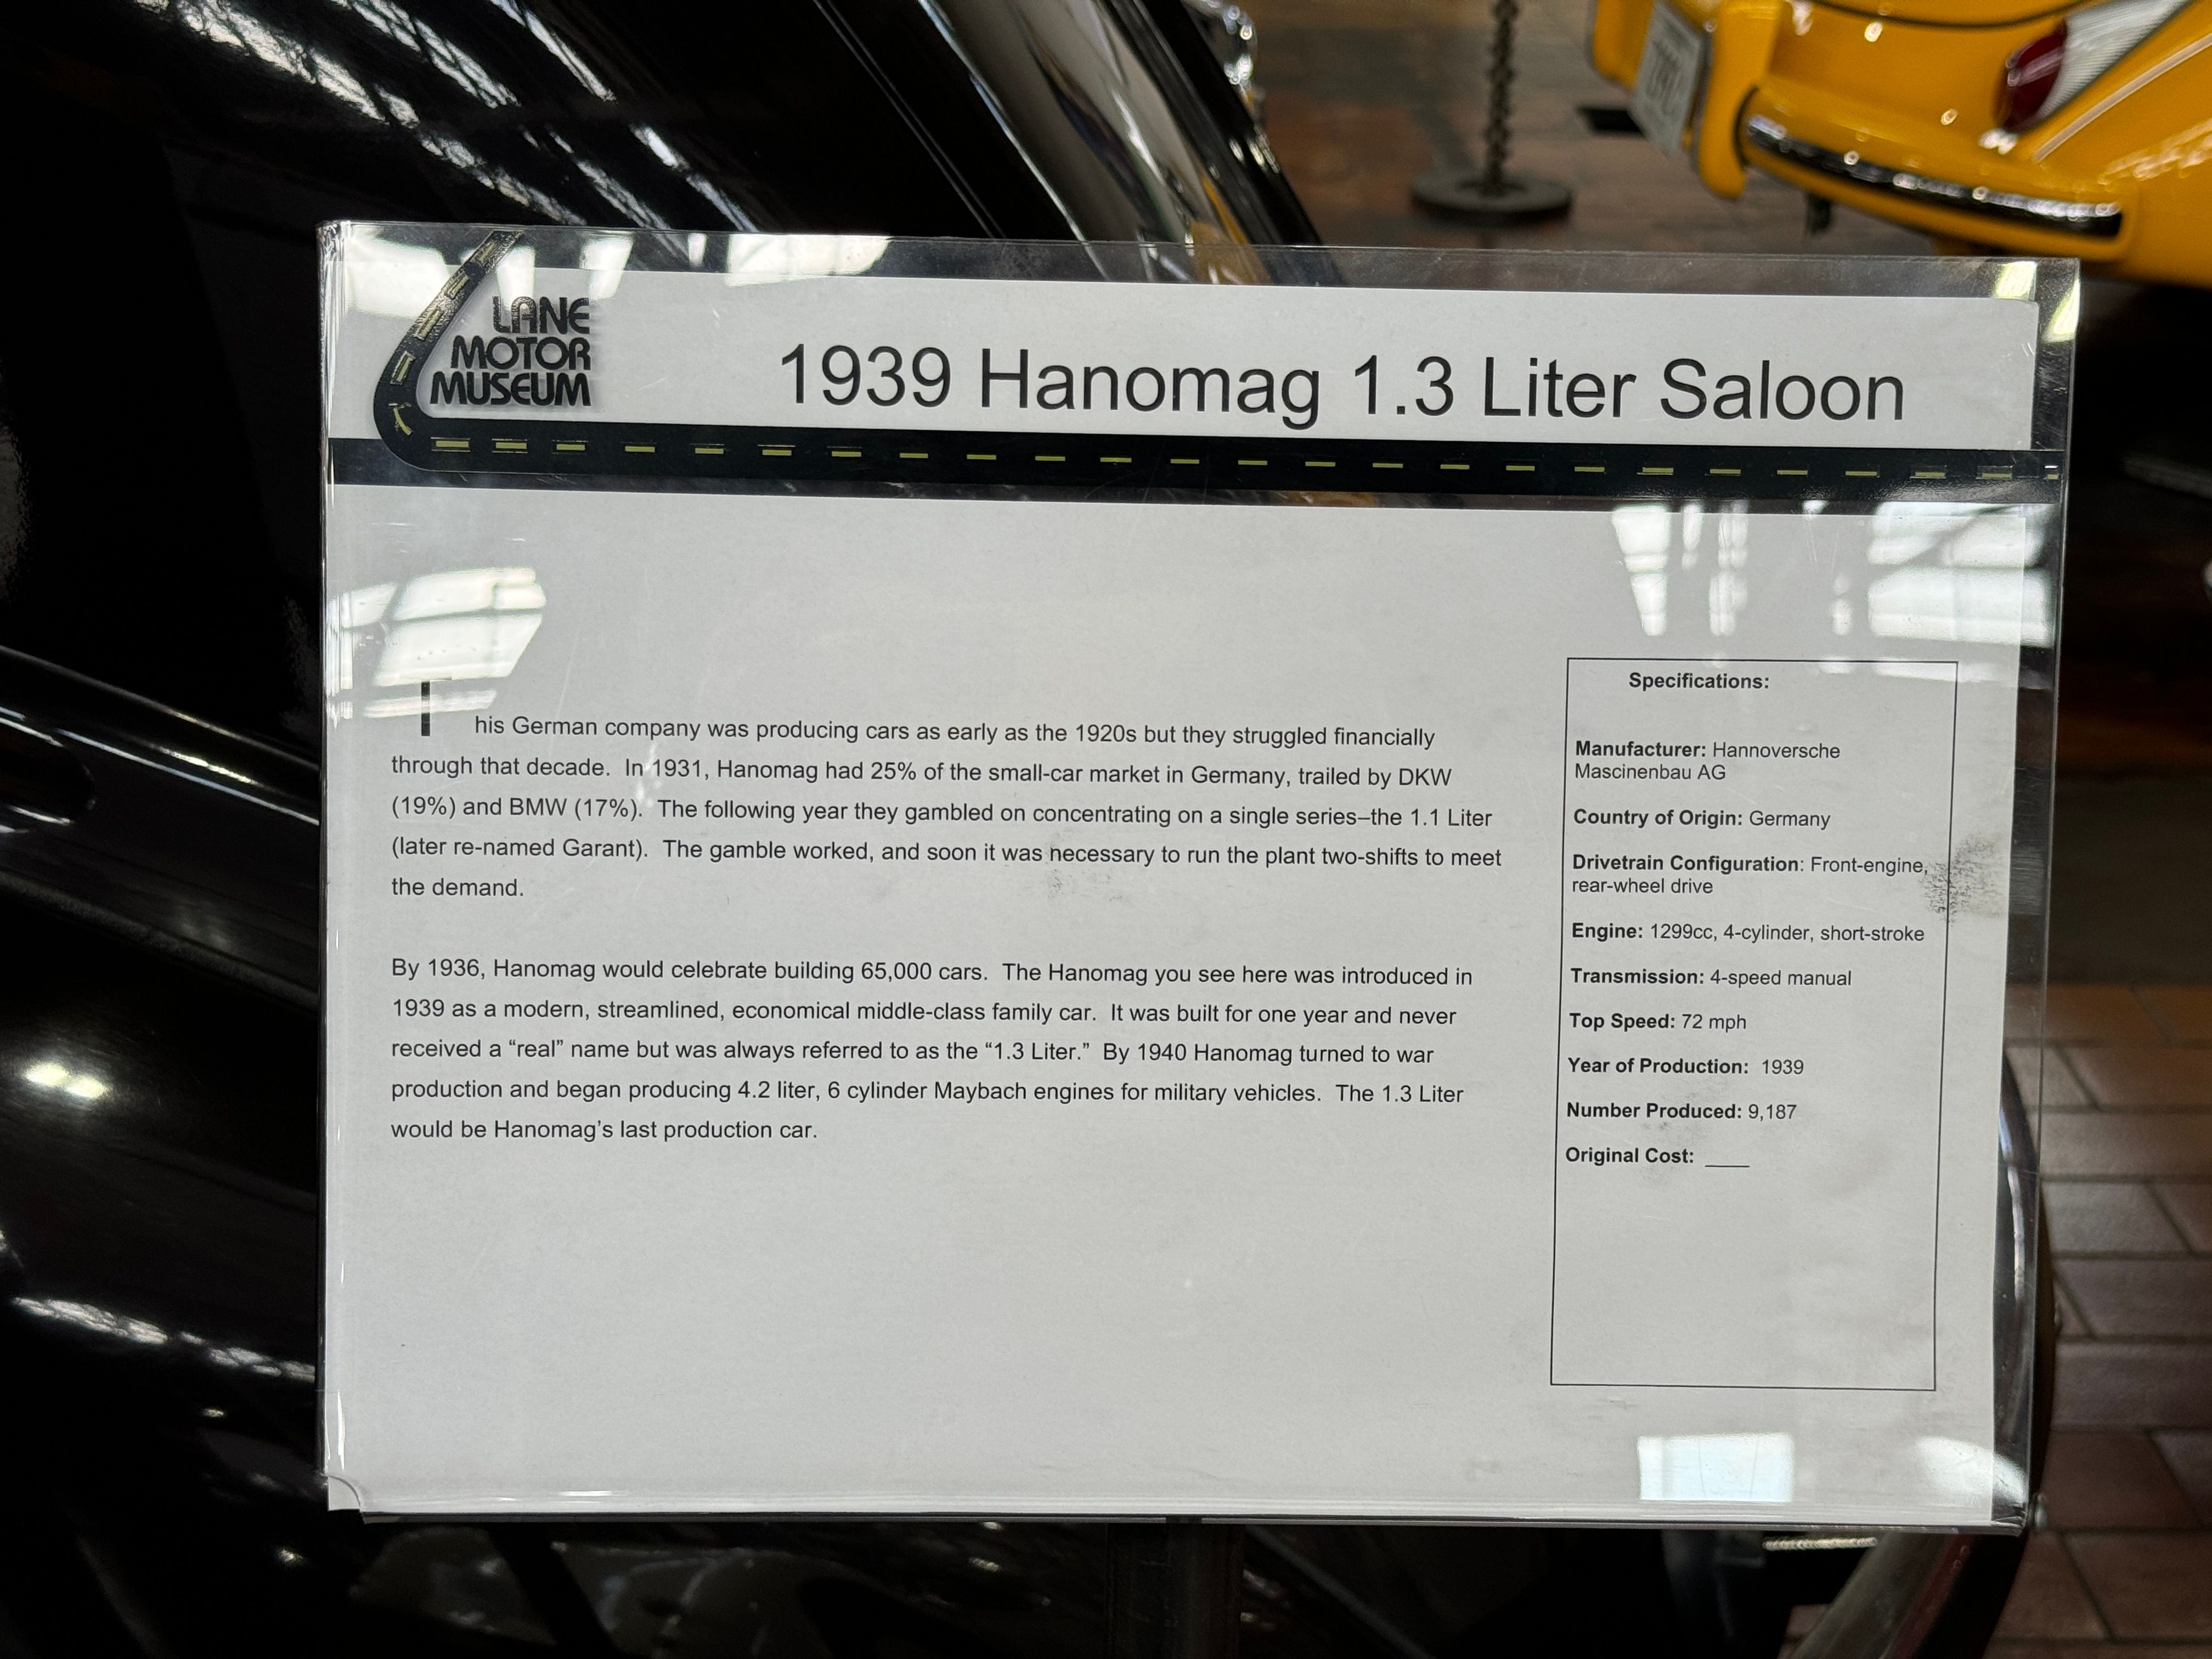 LANE
MOTOR
MUSEUM
1939 Hanomag 1.3 Liter Saloon
This German company was producing cars as early as the 1920s but they struggled financially
through that decade. In 1931, Hanomag had 25% of the small-car market in Germany, trailed by DKW
(19%) and BMW (17%). The following year they gambled on concentrating on a single series–the 1.1 Liter
(later re-named Garant). The gamble worked, and soon it was necessary to run the plant two-shifts to meet
the demand.
By 1936, Hanomag would celebrate building 65,000 cars. The Hanomag you see here was introduced in
1939 as a modern, streamlined, economical middle-class family car. It was built for one year and never
received a “real” name but was always referred to as the “1.3 Liter.” By 1940 Hanomag turned to war
production and began producing 4.2 liter, 6 cylinder Maybach engines for military vehicles. The 1.3 Liter
would be Hanomag’s last production car.
Specifications:
Manufacturer: Hannoversche
Mascinenbau AG
Country of Origin: Germany
Drivetrain Configuration: Front-engine,
rear-wheel drive
Engine: 1299cc, 4-cylinder, short-stroke
Transmission: 4-speed manual
Top Speed: 72 mph
Year of Production: 1939
Number Produced: 9,187
Original Cost: ____